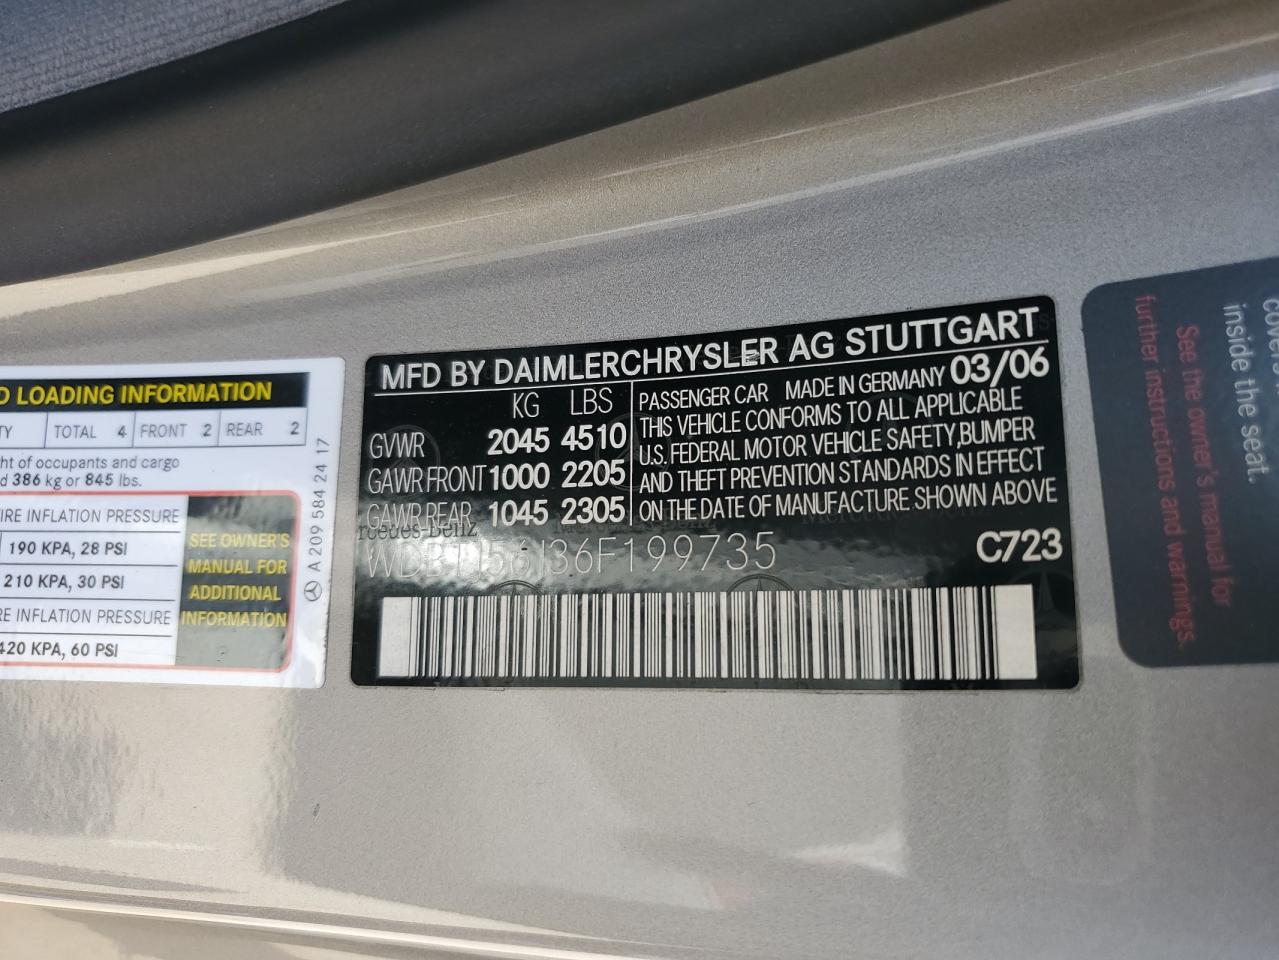 D LOADING INFORMATION
TY TOTAL 4 FRONT 2 REAR 2
ht of occupants and cargo
d 386 kg or 845 lbs.
IRE INFLATION PRESSURE
190 KPA, 28 PSI
210 KPA, 30 PSI
RE INFLATION PRESSURE
420 KPA, 60 PSI
SEE OWNER'S
MANUAL FOR
ADDITIONAL
INFORMATION
A 209 584 24 17
MFD BY DAIMLERCHRYSLER AG STUTTGART
KG LBS
GVWR 2045 4510
GAWR FRONT 1000 2205
GAWR REAR 1045 2305
PASSENGER CAR MADE IN GERMANY 03/06
THIS VEHICLE CONFORMS TO ALL APPLICABLE
U.S. FEDERAL MOTOR VEHICLE SAFETY, BUMPER
AND THEFT PREVENTION STANDARDS IN EFFECT
ON THE DATE OF MANUFACTURE SHOWN ABOVE
rcedes-Benz
C723
inside the seat.
See the owner's manual for
further instructions and warnings.